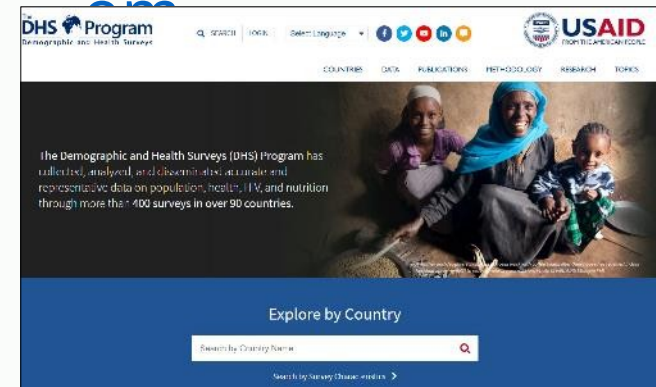 The DHS Program
Demographic and Health Surveys
SEARCH LOGIN Select Language
USAID
FROM THE AMERICAN PEOPLE
COUNTRIES DATA PUBLICATIONS METHODOLOGY RESEARCH TOPICS
The Demographic and Health Surveys (DHS) Program has
collected, analyzed, and disseminated accurate and
representative data on population, health, HIV, and nutrition
through more than 400 surveys in over 90 countries.
Explore by Country
Search by Country Name
Search by Survey Characteristics